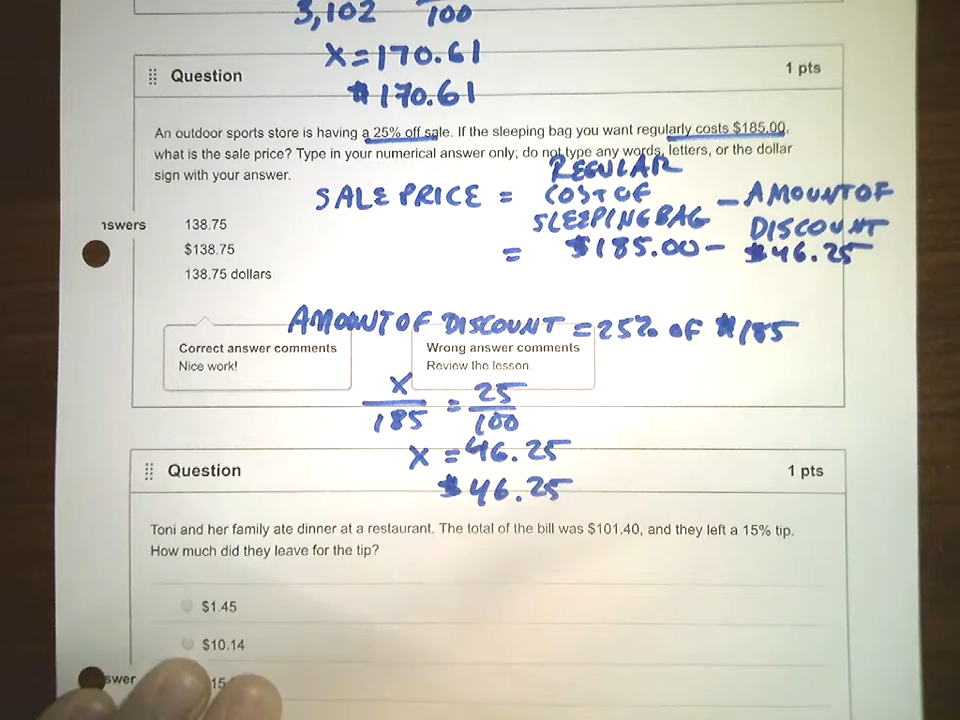 3,102 100
x = 170.61
Question 1 pts
$170.61
An outdoor sports store is having a 25% off sale. If the sleeping bag you want regularly costs $185.00,
what is the sale price? Type in your numerical answer only; do not type any words, letters, or the dollar
sign with your answer.
SALE PRICE = REGULAR COST OF SLEEPING BAG - AMOUNT OF DISCOUNT
nswers 138.75
= $185.00 - $46.25
$138.75
138.75 dollars
AMOUNT OF DISCOUNT = 25% OF $185
Correct answer comments Wrong answer comments
Nice work! Review the lesson.
x/185 = 25/100
x = 46.25
Question 1 pts
$46.25
Toni and her family ate dinner at a restaurant. The total of the bill was $101.40, and they left a 15% tip.
How much did they leave for the tip?
$1.45
$10.14
swer